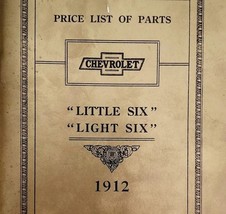 PRICE LIST OF PARTS
CHEVROLET
"LITTLE SIX"
"LIGHT SIX"
1912